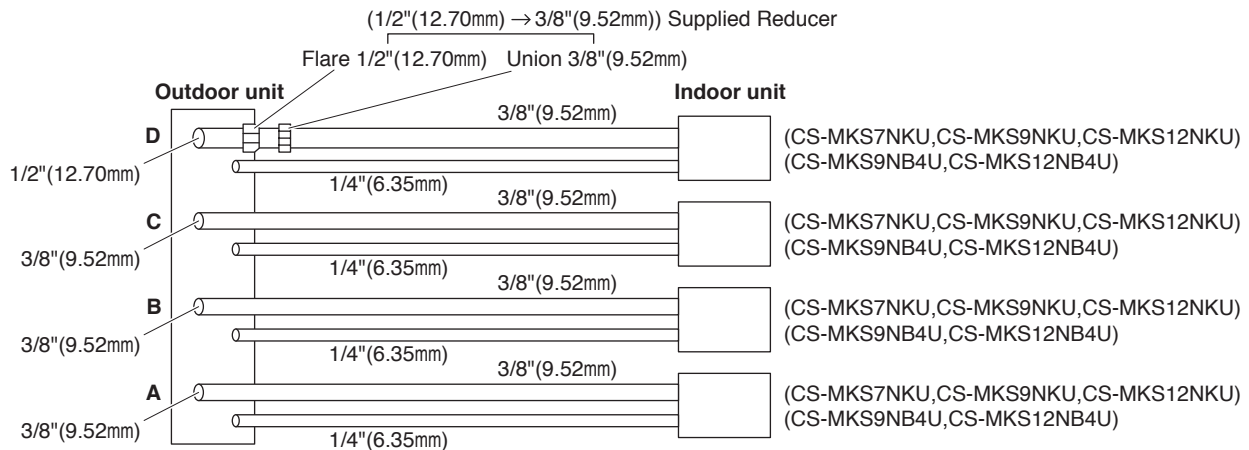 (1/2"(12.70mm) → 3/8"(9.52mm)) Supplied Reducer
Flare 1/2"(12.70mm) Union 3/8"(9.52mm)
Outdoor unit
Indoor unit
D
1/2"(12.70mm)
3/8"(9.52mm)
1/4"(6.35mm)
(CS-MKS7NKU,CS-MKS9NKU,CS-MKS12NKU)
(CS-MKS9NB4U,CS-MKS12NB4U)
C
3/8"(9.52mm)
3/8"(9.52mm)
1/4"(6.35mm)
(CS-MKS7NKU,CS-MKS9NKU,CS-MKS12NKU)
(CS-MKS9NB4U,CS-MKS12NB4U)
B
3/8"(9.52mm)
3/8"(9.52mm)
1/4"(6.35mm)
(CS-MKS7NKU,CS-MKS9NKU,CS-MKS12NKU)
(CS-MKS9NB4U,CS-MKS12NB4U)
A
3/8"(9.52mm)
3/8"(9.52mm)
1/4"(6.35mm)
(CS-MKS7NKU,CS-MKS9NKU,CS-MKS12NKU)
(CS-MKS9NB4U,CS-MKS12NB4U)